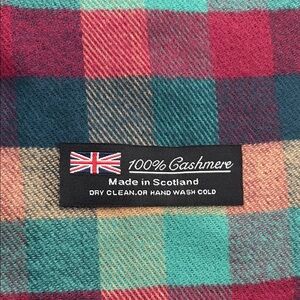 100% Cashmere
Made in Scotland
DRY CLEAN.OR HAND WASH COLD